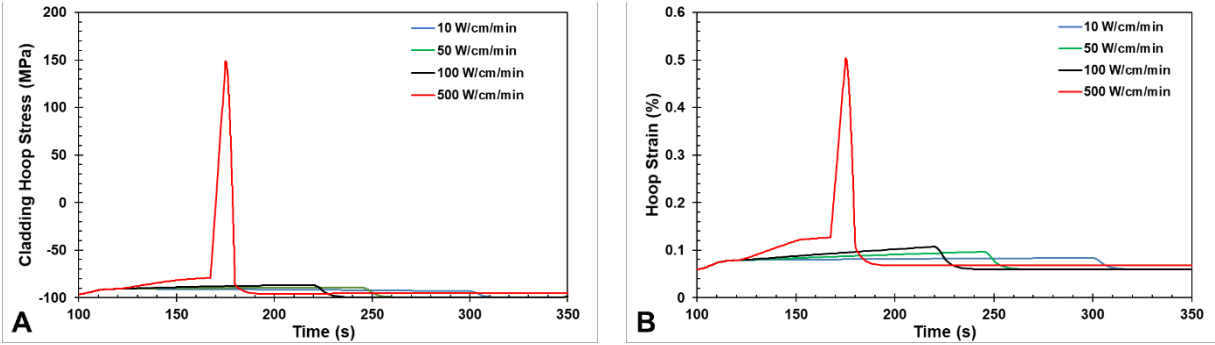 200
150
100
50
0
-50
-100
100
150
200
250
300
350
Cladding Hoop Stress (MPa)
Time (s)
10 W/cm/min
50 W/cm/min
100 W/cm/min
500 W/cm/min
A
0.6
0.5
0.4
0.3
0.2
0.1
0
100
150
200
250
300
350
Hoop Strain (%)
Time (s)
10 W/cm/min
50 W/cm/min
100 W/cm/min
500 W/cm/min
B